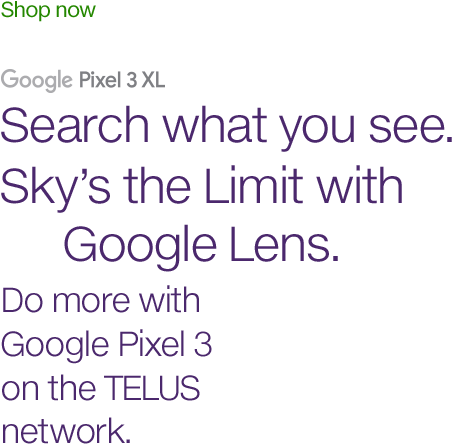 Shop now
Google Pixel 3 XL
Search what you see.
Sky’s the Limit with
Google Lens.
Do more with
Google Pixel 3
on the TELUS
network.